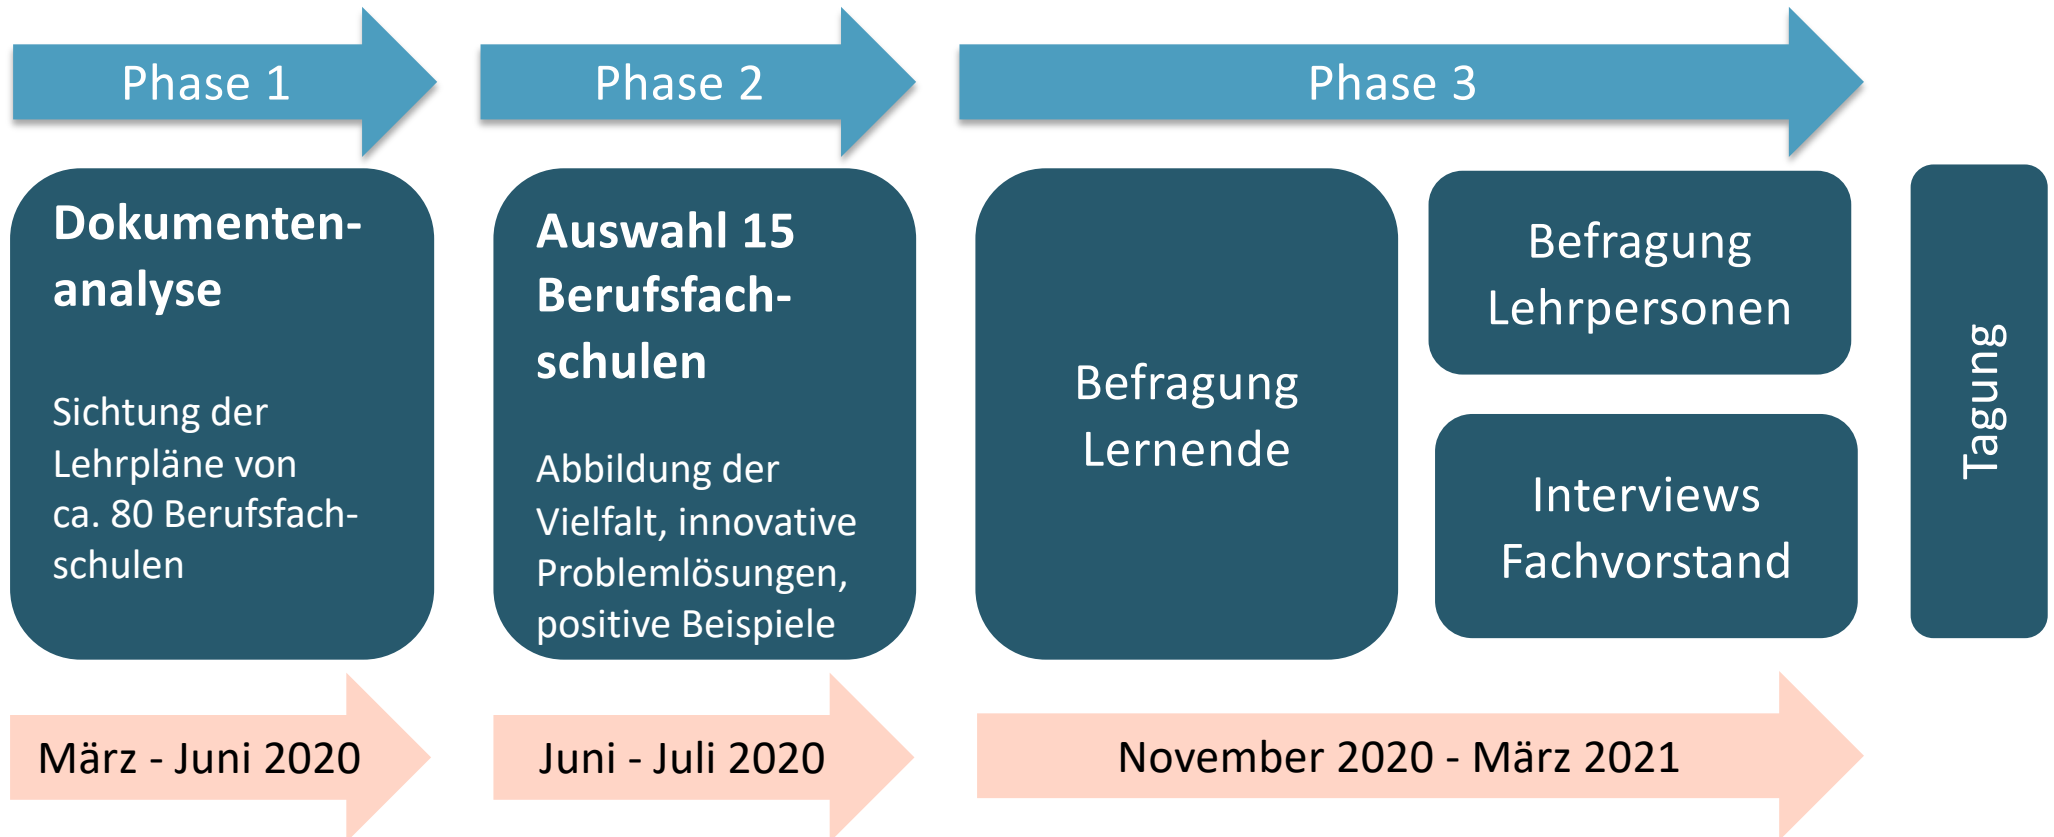 Phase 1
Phase 2
Phase 3
Dokumenten-
analyse
Sichtung der
Lehrpläne von
ca. 80 Berufsfach-
schulen
Auswahl 15
Berufsfach-
schulen
Abbildung der
Vielfalt, innovative
Problemlösungen,
positive Beispiele
Befragung
Lernende
Befragung
Lehrpersonen
Interviews
Fachvorstand
Tagung
März - Juni 2020
Juni - Juli 2020
November 2020 - März 2021